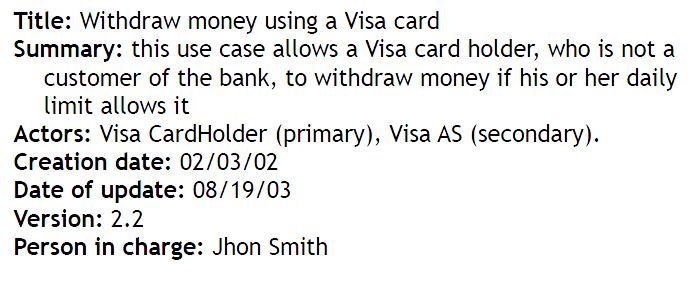 Title: Withdraw money using a Visa card
Summary: this use case allows a Visa card holder, who is not a
customer of the bank, to withdraw money if his or her daily
limit allows it
Actors: Visa CardHolder (primary), Visa AS (secondary).
Creation date: 02/03/02
Date of update: 08/19/03
Version: 2.2
Person in charge: Jhon Smith